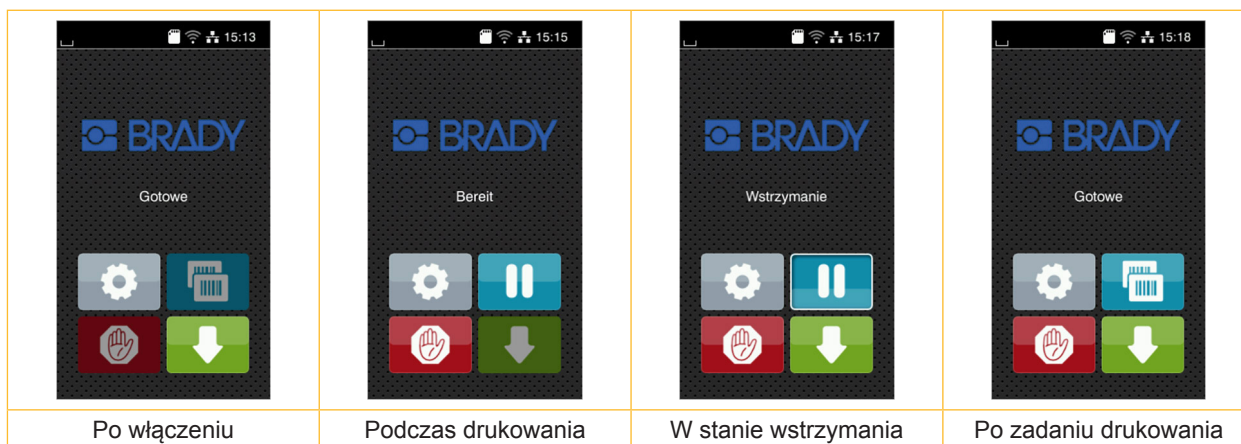 15:13
BRADY
Gotowe
Po włączeniu
15:15
BRADY
Bereit
Podczas drukowania
15:17
BRADY
Wstrzymanie
W stanie wstrzymania
15:18
BRADY
Gotowe
Po zadaniu drukowania